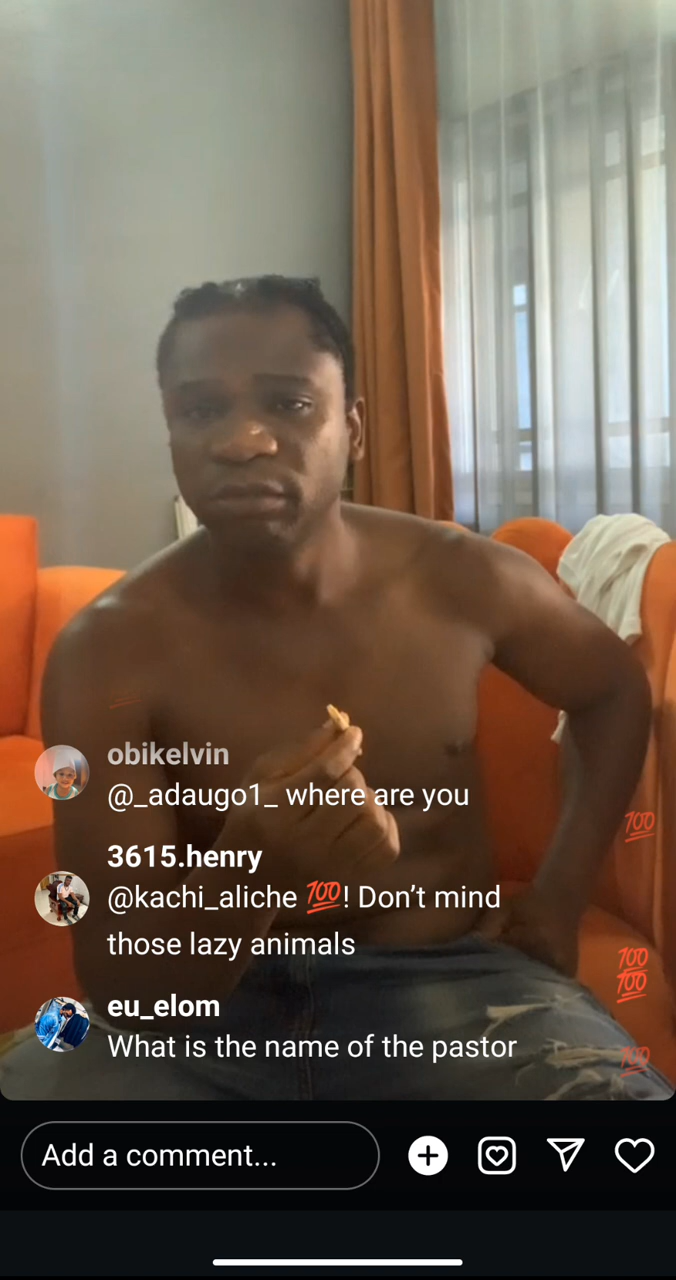 obikelvin
@_adaugo1_ where are you
3615.henry
@kachi_aliche 💯! Don’t mind
those lazy animals
eu_elom
What is the name of the pastor
💯
💯
💯
💯
Add a comment...